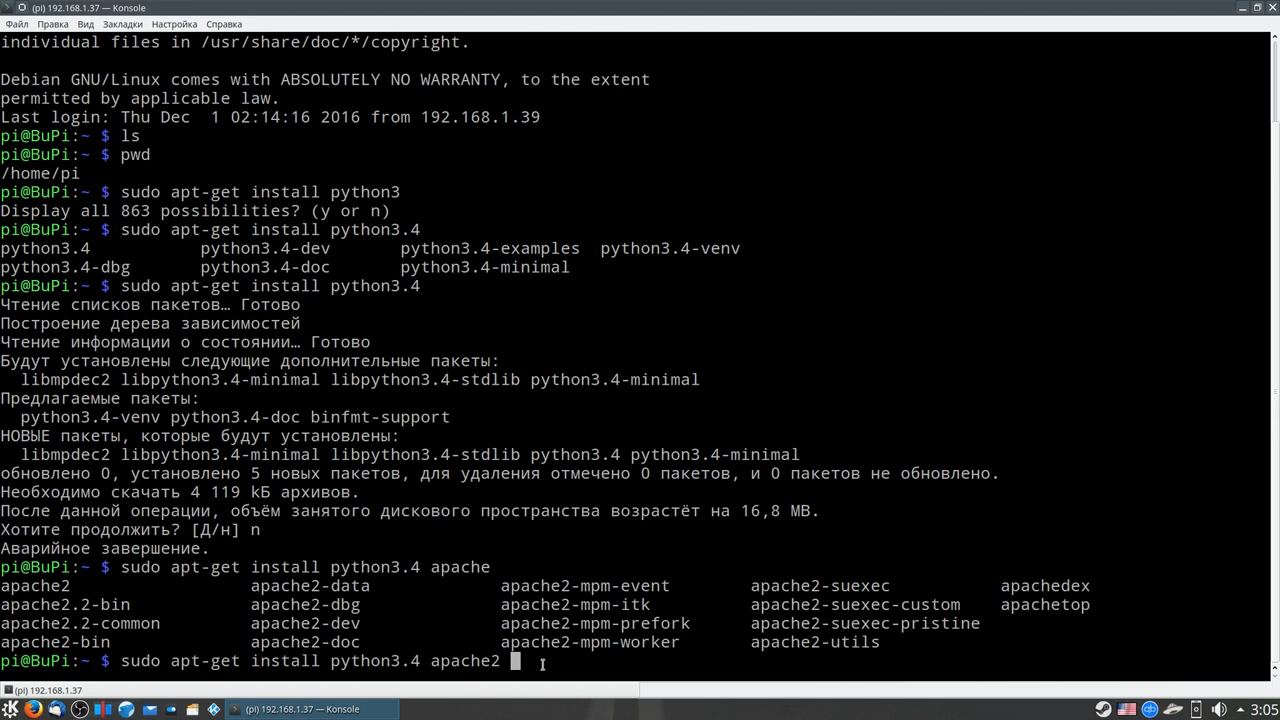 (pi) 192.168.1.37 — Konsole
Файл Правка Вид Закладки Настройка Справка
individual files in /usr/share/doc/*/copyright.
Debian GNU/Linux comes with ABSOLUTELY NO WARRANTY, to the extent
permitted by applicable law.
Last login: Thu Dec  1 02:14:16 2016 from 192.168.1.39
pi@BuPi:~ $ ls
pi@BuPi:~ $ pwd
/home/pi
pi@BuPi:~ $ sudo apt-get install python3
Display all 863 possibilities? (y or n)
pi@BuPi:~ $ sudo apt-get install python3.4
python3.4 python3.4-dev python3.4-examples python3.4-venv
python3.4-dbg python3.4-doc python3.4-minimal
pi@BuPi:~ $ sudo apt-get install python3.4
Чтение списков пакетов… Готово
Построение дерева зависимостей
Чтение информации о состоянии… Готово
Будут установлены следующие дополнительные пакеты:
libmpdec2 libpython3.4-minimal libpython3.4-stdlib python3.4-minimal
Предлагаемые пакеты:
python3.4-venv python3.4-doc binfmt-support
НОВЫЕ пакеты, которые будут установлены:
libmpdec2 libpython3.4-minimal libpython3.4-stdlib python3.4 python3.4-minimal
обновлено 0, установлено 5 новых пакетов, для удаления отмечено 0 пакетов, и 0 пакетов не обновлено.
Необходимо скачать 4 119 kБ архивов.
После данной операции, объём занятого дискового пространства возрастёт на 16,8 MB.
Хотите продолжить? [Д/н] n
Аварийное завершение.
pi@BuPi:~ $ sudo apt-get install python3.4 apache
apache2 apache2-data apache2-mpm-event apache2-suexec apachedex
apache2.2-bin apache2-dbg apache2-mpm-itk apache2-suexec-custom apachetop
apache2.2-common apache2-dev apache2-mpm-prefork apache2-suexec-pristine
apache2-bin apache2-doc apache2-mpm-worker apache2-utils
pi@BuPi:~ $ sudo apt-get install python3.4 apache2
(pi) 192.168.1.37
(pi) 192.168.1.37 — Konsole
3:05